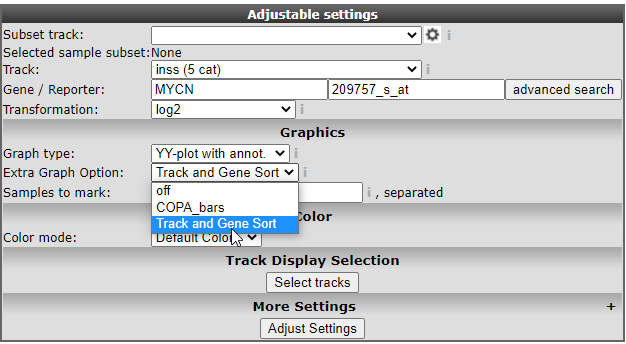 Adjustable settings
Subset track: i
Selected sample subset: None
Track: inss (5 cat) i
Gene / Reporter: MYCN 209757_s_at advanced search
Transformation: log2 i
Graphics
Graph type: YY-plot with annot. i
Extra Graph Option: Track and Gene Sort i
Samples to mark: i , separated
off
COPA_bars
Track and Gene Sort
Color
Color mode: Default Color i
Track Display Selection
Select tracks
More Settings +
Adjust Settings